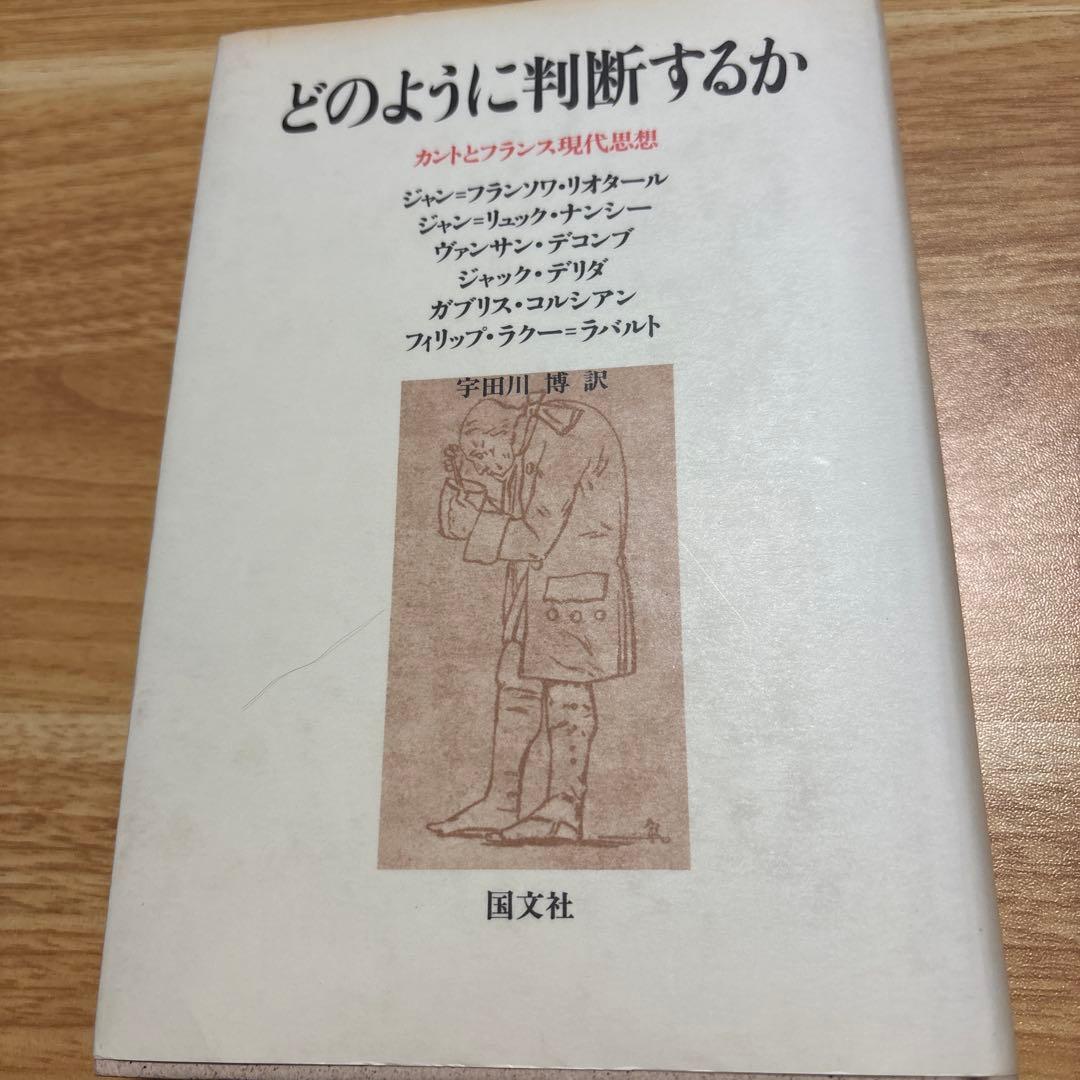 どのように判断するか
カントとフランス現代思想
ジャン=フランソワ・リオタール
ジャン=リュック・ナンシー
ヴァンサン・デコンブ
ジャック・デリダ
ガブリス・コルシアン
フィリップ・ラクー=ラバルト
宇田川 博 訳
国文社